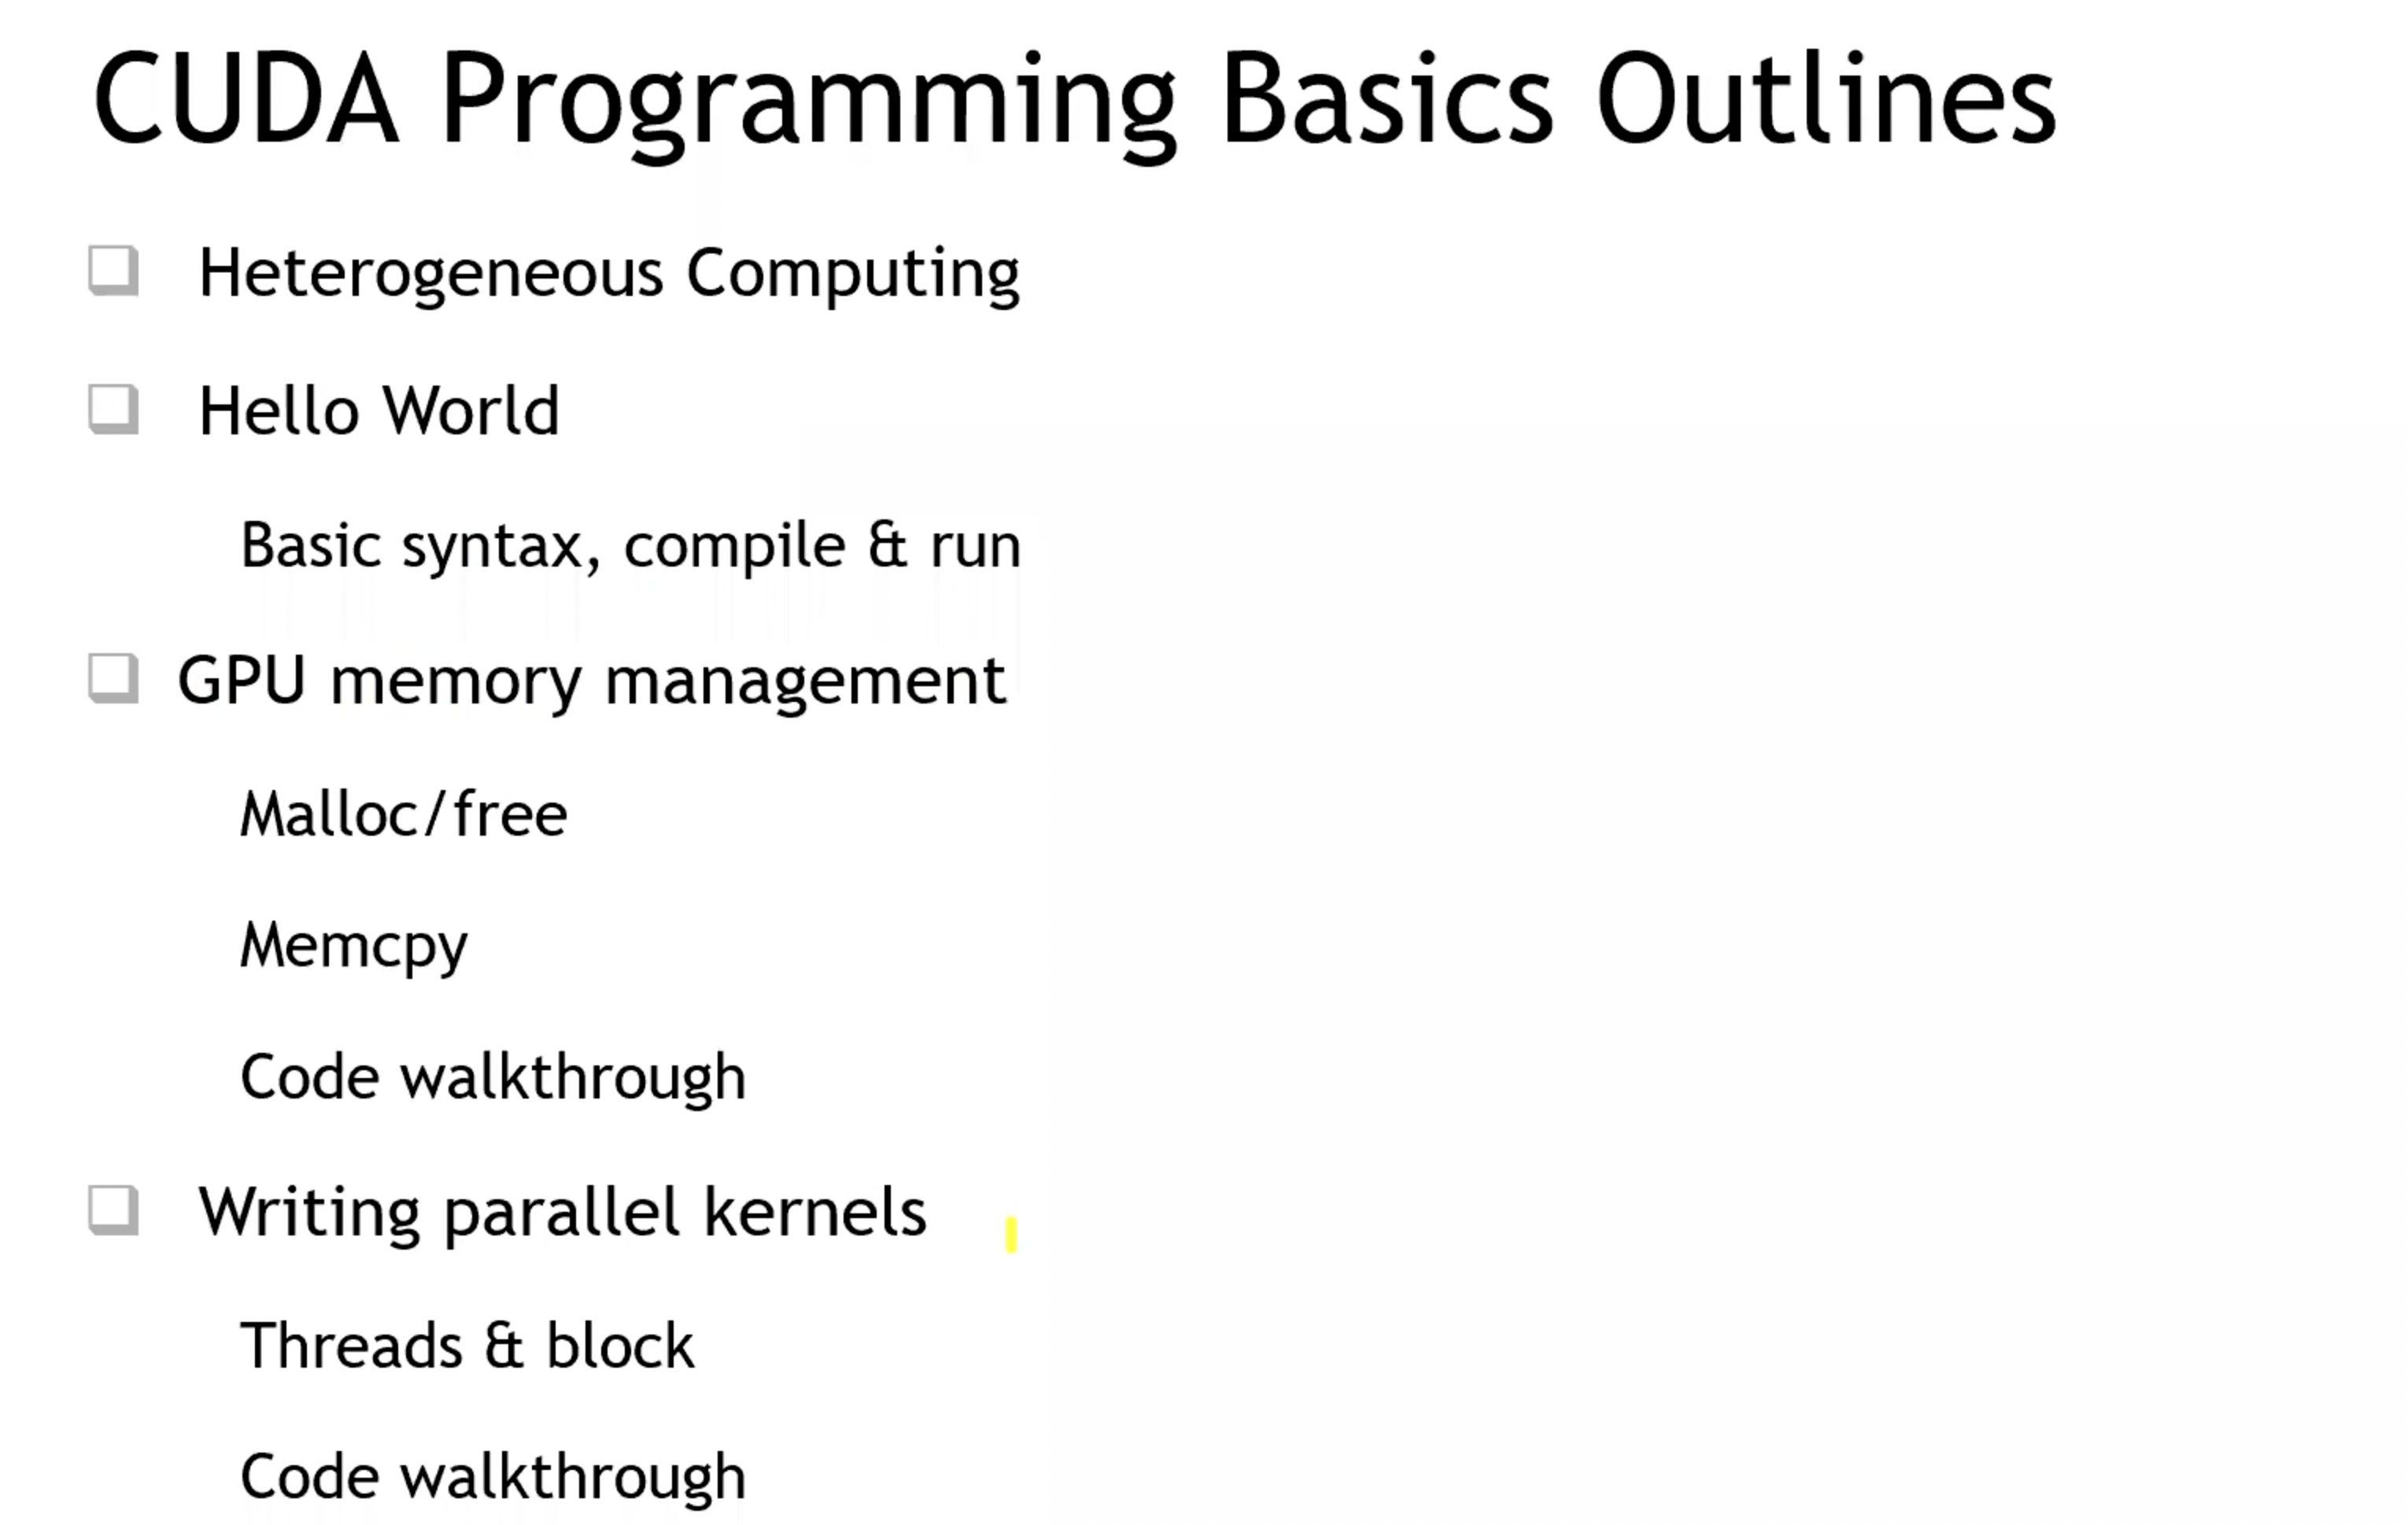 CUDA Programming Basics Outlines
Heterogeneous Computing
Hello World
Basic syntax, compile & run
GPU memory management
Malloc/free
Memcpy
Code walkthrough
Writing parallel kernels
Threads & block
Code walkthrough